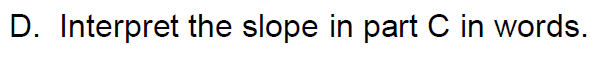 D. Interpret the slope in part C in words.